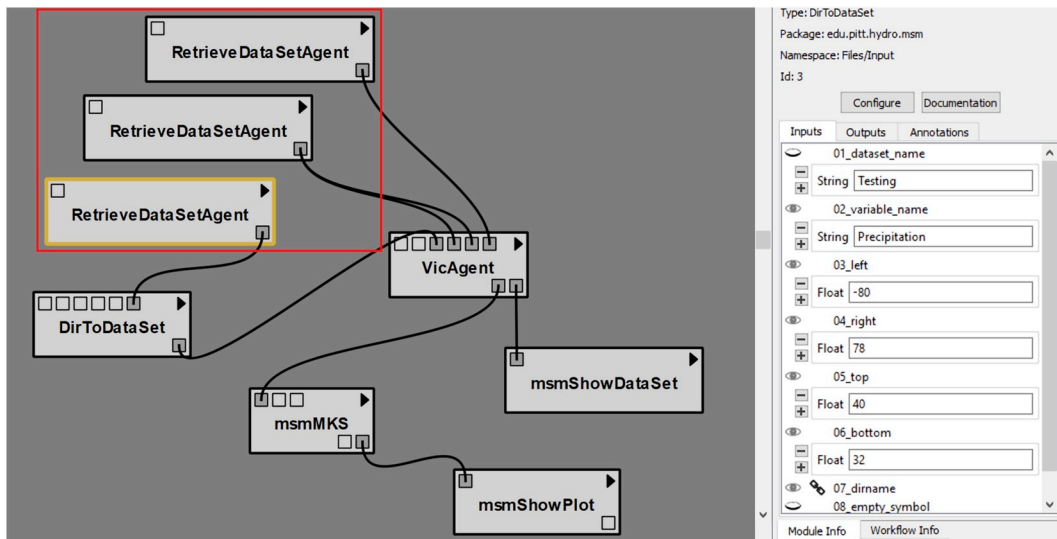 RetrieveDataSetAgent
RetrieveDataSetAgent
RetrieveDataSetAgent
VicAgent
DirToDataSet
msmShowDataSet
msmMKS
msmShowPlot
Type: DirToDataSet
Package: edu.pitt.hydro.msm
Namespace: Files/Input
Id: 3
Configure Documentation
Inputs Outputs Annotations
01_dataset_name
String Testing
02_variable_name
String Precipitation
03_left
Float -80
04_right
Float 78
05_top
Float 40
06_bottom
Float 32
07_dirname
08_empty_symbol
Module Info Workflow Info